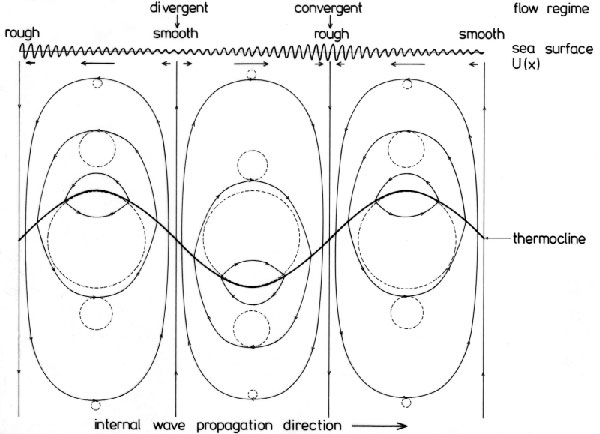 divergent convergent flow regime
rough smooth rough smooth
sea surface
U(x)
thermocline
internal wave propagation direction